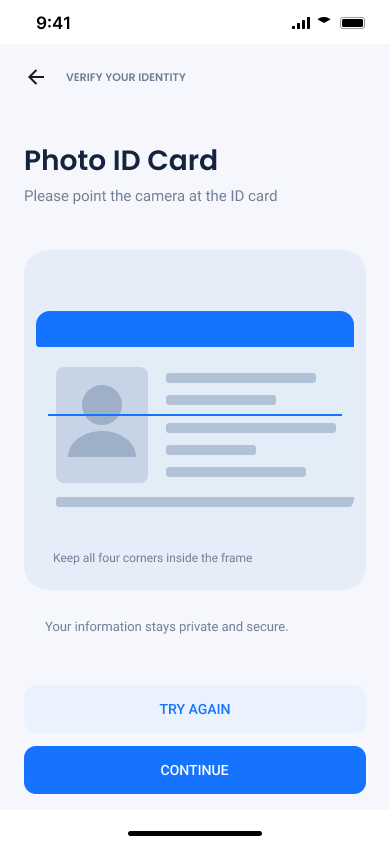 9:41
VERIFY YOUR IDENTITY
Photo ID Card
Please point the camera at the ID card
Keep all four corners inside the frame
Your information stays private and secure.
TRY AGAIN
CONTINUE